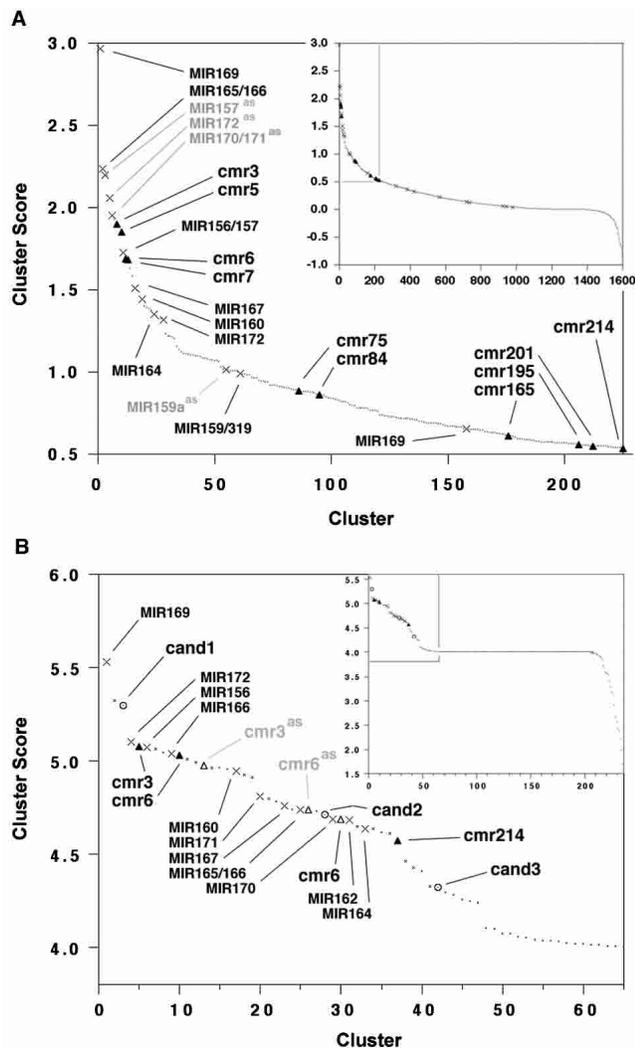 A
3.0
2.5
2.0
1.5
1.0
0.5
Cluster Score
0
50
100
150
200
Cluster
MIR169
MIR165/166
MIR157 as
MIR172 as
MIR170/171 as
cmr3
cmr5
MIR156/157
cmr6
cmr7
MIR167
MIR160
MIR172
MIR164
MIR159a as
MIR159/319
cmr75
cmr84
MIR169
cmr201
cmr195
cmr165
cmr214
3.0
2.5
2.0
1.5
1.0
0.5
0.0
-0.5
-1.0
0 200 400 600 800 1000 1200 1400 1600
B
6.0
5.5
5.0
4.5
4.0
Cluster Score
0 10 20 30 40 50 60
Cluster
MIR169
cand1
MIR172
MIR156
MIR166
cmr3 as
cmr3
cmr6
cmr6 as
cand2
MIR160
MIR171
MIR167
MIR165/166
MIR170
cmr6
MIR162
MIR164
cmr214
cand3
5.5
5.0
4.5
4.0
3.5
3.0
2.5
2.0
1.5
0 50 100 150 200